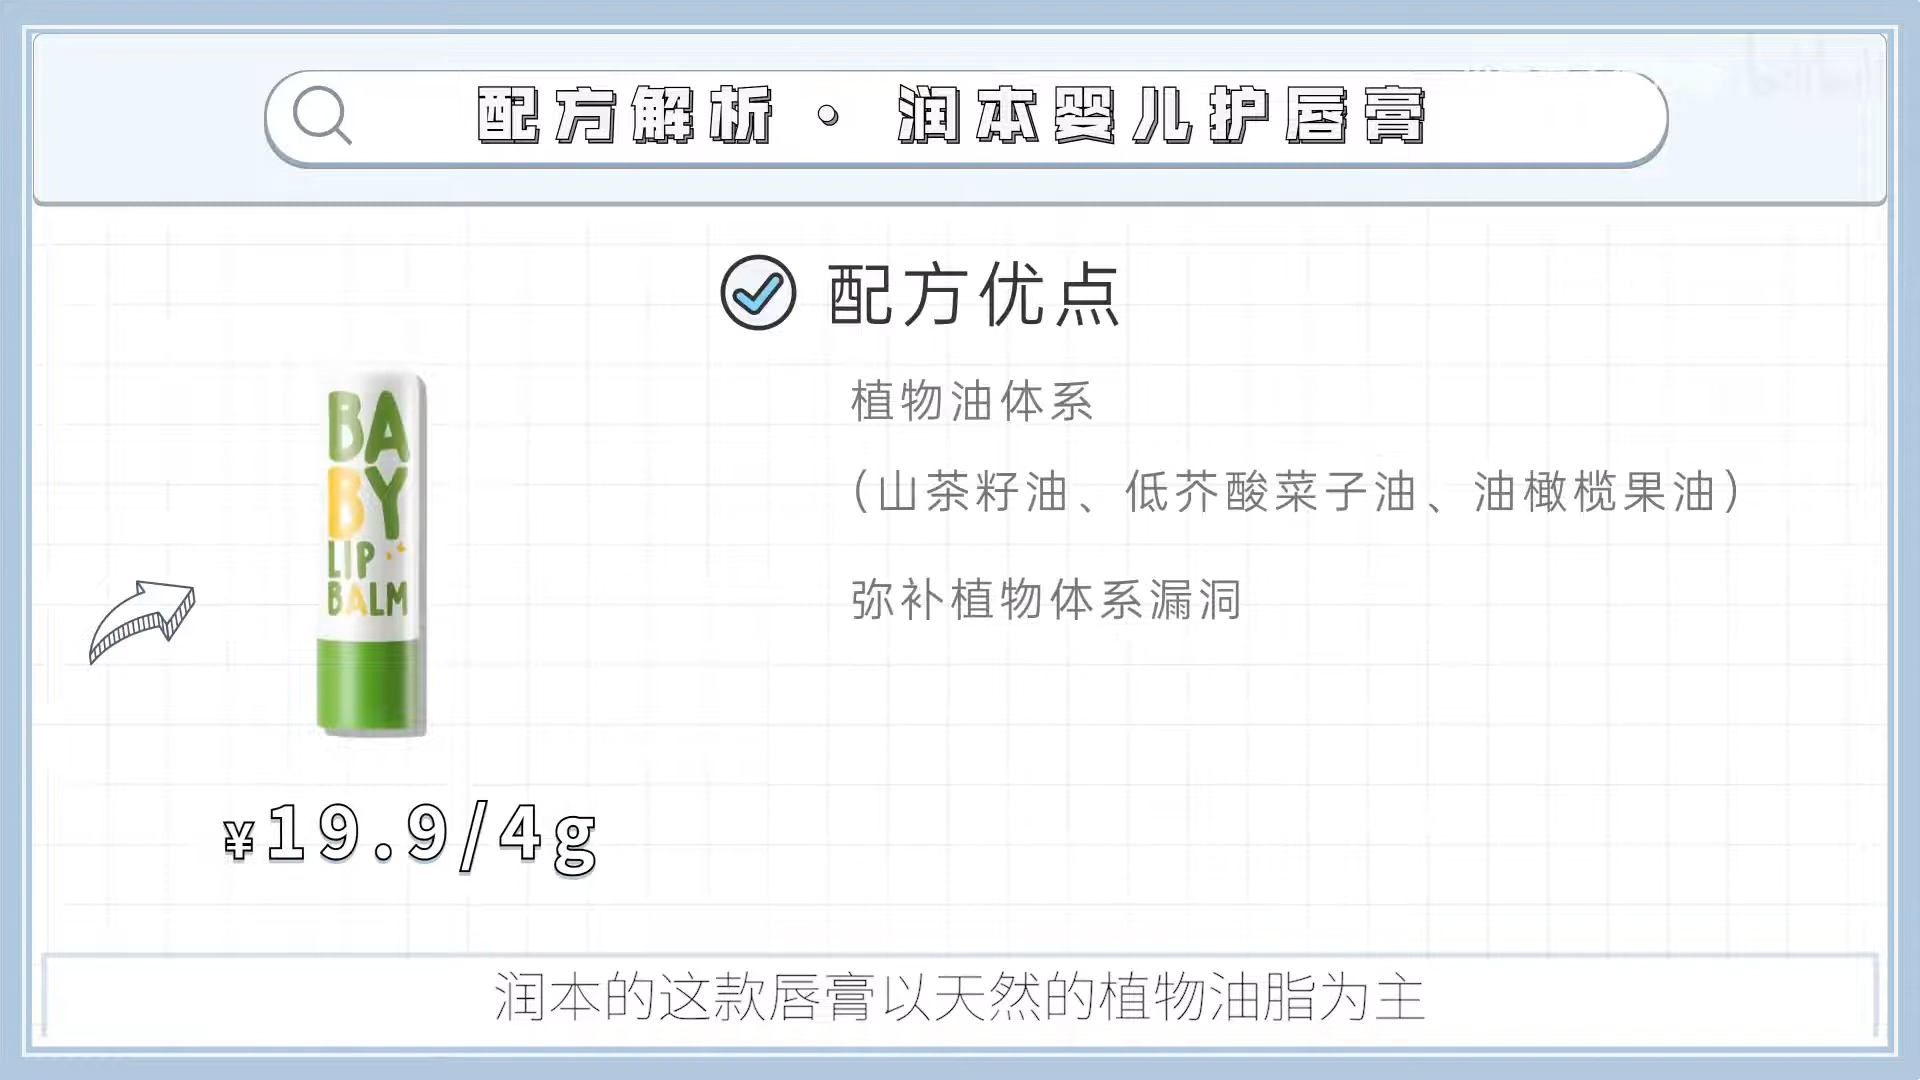 配方解析·润本婴儿护唇膏
配方优点
植物油体系
（山茶籽油、低芥酸菜子油、油橄榄果油）
弥补植物体系漏洞
BA
BY
LIP
BALM
¥19.9/4g
润本的这款唇膏以天然的植物油脂为主